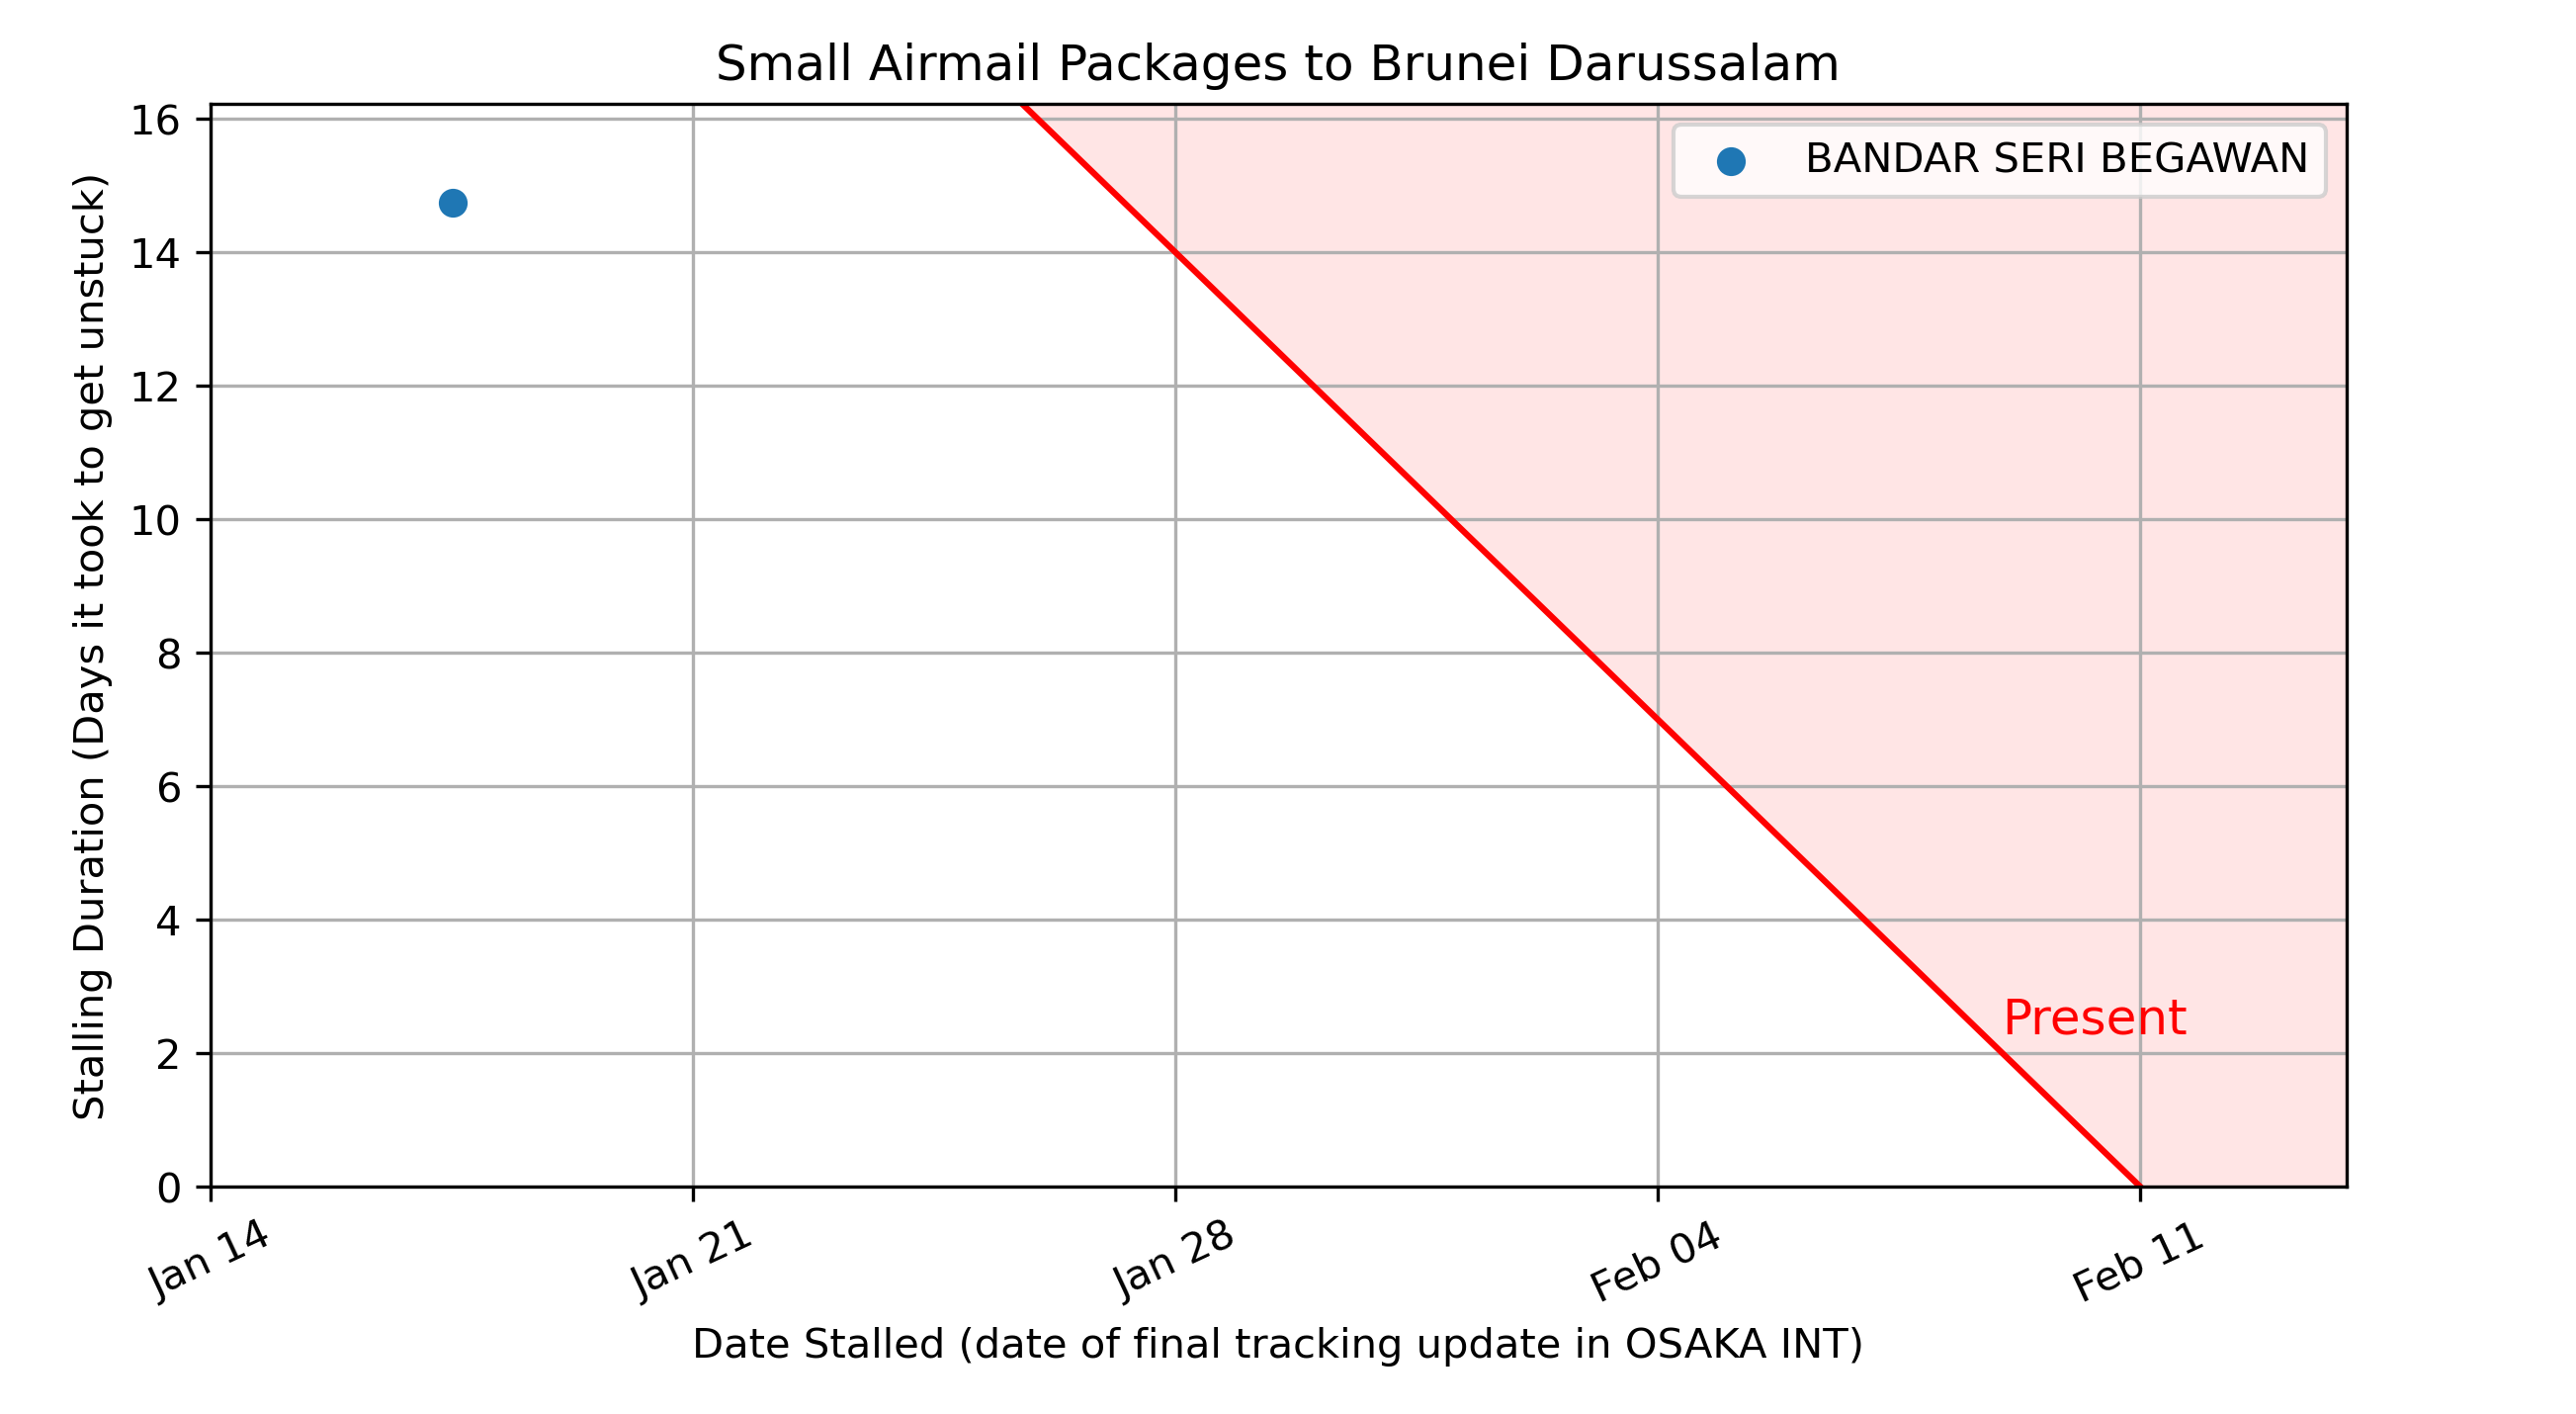 Small Airmail Packages to Brunei Darussalam
BANDAR SERI BEGAWAN
Stalling Duration (Days it took to get unstuck)
16
14
12
10
8
6
4
2
0
Present
Jan 14
Jan 21
Jan 28
Feb 04
Feb 11
Date Stalled (date of final tracking update in OSAKA INT)